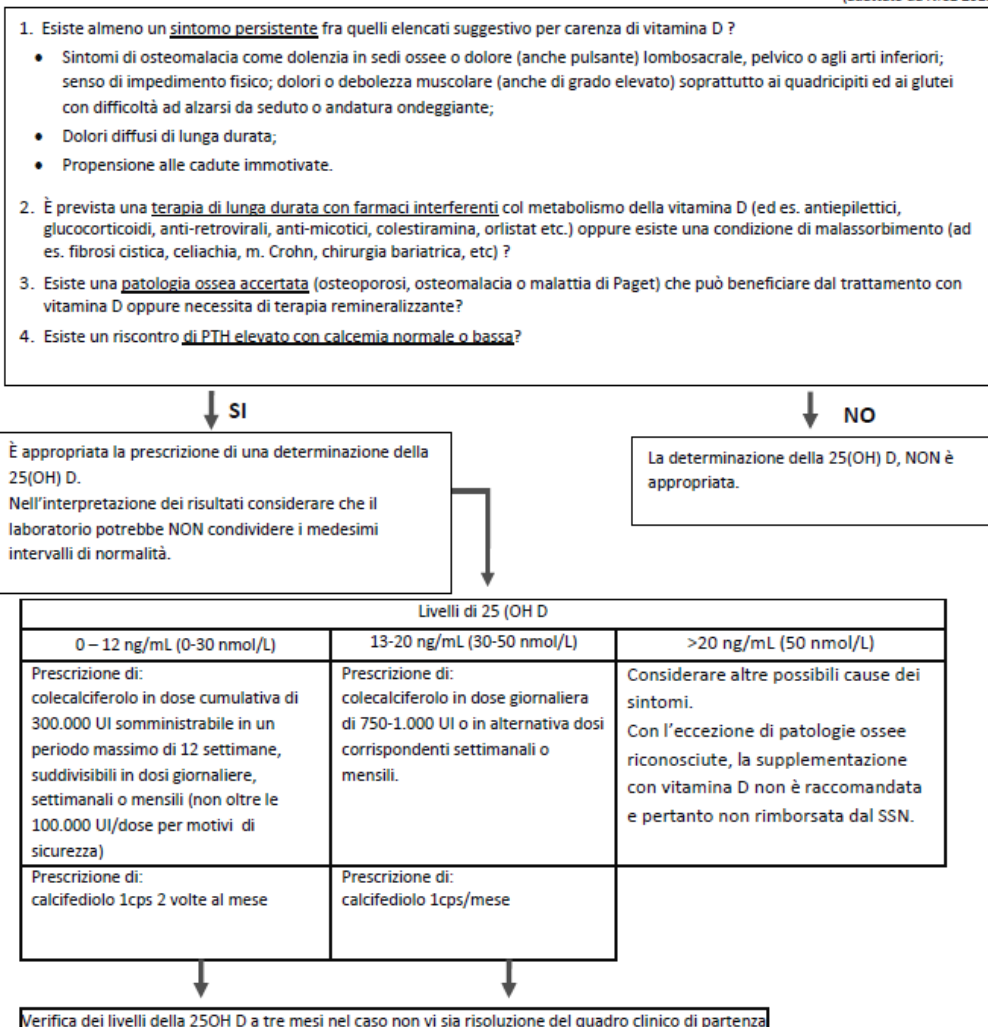 1. Esiste almeno un sintomo persistente fra quelli elencati suggestivo per carenza di vitamina D ?
• Sintomi di osteomalacia come dolenzia in sedi ossee o dolore (anche pulsante) lombosacrale, pelvico o agli arti inferiori;
senso di impedimento fisico; dolori o debolezza muscolare (anche di grado elevato) soprattutto ai quadricipiti ed ai glutei
con difficoltà ad alzarsi da seduto o andatura ondeggiante;
• Dolori diffusi di lunga durata;
• Propensione alle cadute immotivate.
2. È prevista una terapia di lunga durata con farmaci interferenti col metabolismo della vitamina D (ed es. antiepilettici,
glucocorticoidi, anti-retrovirali, anti-micotici, colestiramina, orlistat etc.) oppure esiste una condizione di malassorbimento (ad
es. fibrosi cistica, celiachia, m. Crohn, chirurgia bariatrica, etc) ?
3. Esiste una patologia ossea accertata (osteoporosi, osteomalacia o malattia di Paget) che può beneficiare dal trattamento con
vitamina D oppure necessita di terapia remineralizzante?
4. Esiste un riscontro di PTH elevato con calcemia normale o bassa?
SI
NO
È appropriata la prescrizione di una determinazione della
25(OH) D.
Nell'interpretazione dei risultati considerare che il
laboratorio potrebbe NON condividere i medesimi
intervalli di normalità.
La determinazione della 25(OH) D, NON è
appropriata.
Livelli di 25 (OH D
0 – 12 ng/mL (0-30 nmol/L)
13-20 ng/mL (30-50 nmol/L)
>20 ng/mL (50 nmol/L)
Prescrizione di:
colecalciferolo in dose cumulativa di
300.000 UI somministrabile in un
periodo massimo di 12 settimane,
suddivisibili in dosi giornaliere,
settimanali o mensili (non oltre le
100.000 UI/dose per motivi di
sicurezza)
Prescrizione di:
colecalciferolo in dose giornaliera
di 750-1.000 UI o in alternativa dosi
corrispondenti settimanali o
mensili.
Considerare altre possibili cause dei
sintomi.
Con l'eccezione di patologie ossee
riconosciute, la supplementazione
con vitamina D non è raccomandata
e pertanto non rimborsata dal SSN.
Prescrizione di:
calcifediolo 1cps 2 volte al mese
Prescrizione di:
calcifediolo 1cps/mese
Verifica dei livelli della 25OH D a tre mesi nel caso non vi sia risoluzione del quadro clinico di partenza